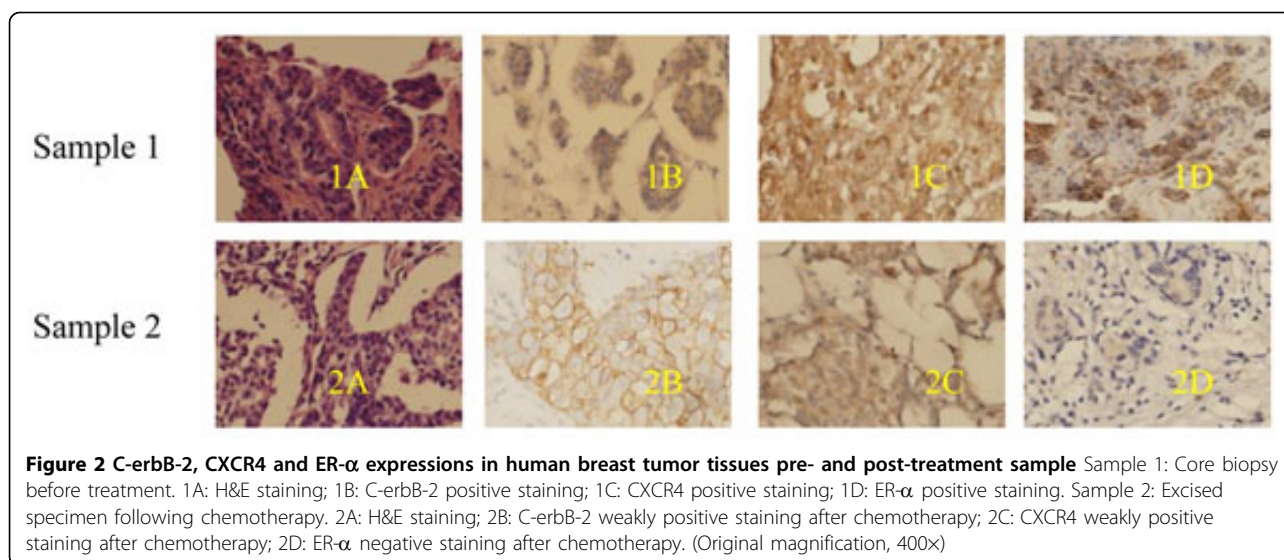 Sample 1
1A
1B
1C
1D
Sample 2
2A
2B
2C
2D
Figure 2 C-erbB-2, CXCR4 and ER-α expressions in human breast tumor tissues pre- and post-treatment sample Sample 1: Core biopsy
before treatment. 1A: H&E staining; 1B: C-erbB-2 positive staining; 1C: CXCR4 positive staining; 1D: ER-α positive staining. Sample 2: Excised
specimen following chemotherapy. 2A: H&E staining; 2B: C-erbB-2 weakly positive staining after chemotherapy; 2C: CXCR4 weakly positive
staining after chemotherapy; 2D: ER-α negative staining after chemotherapy. (Original magnification, 400×)